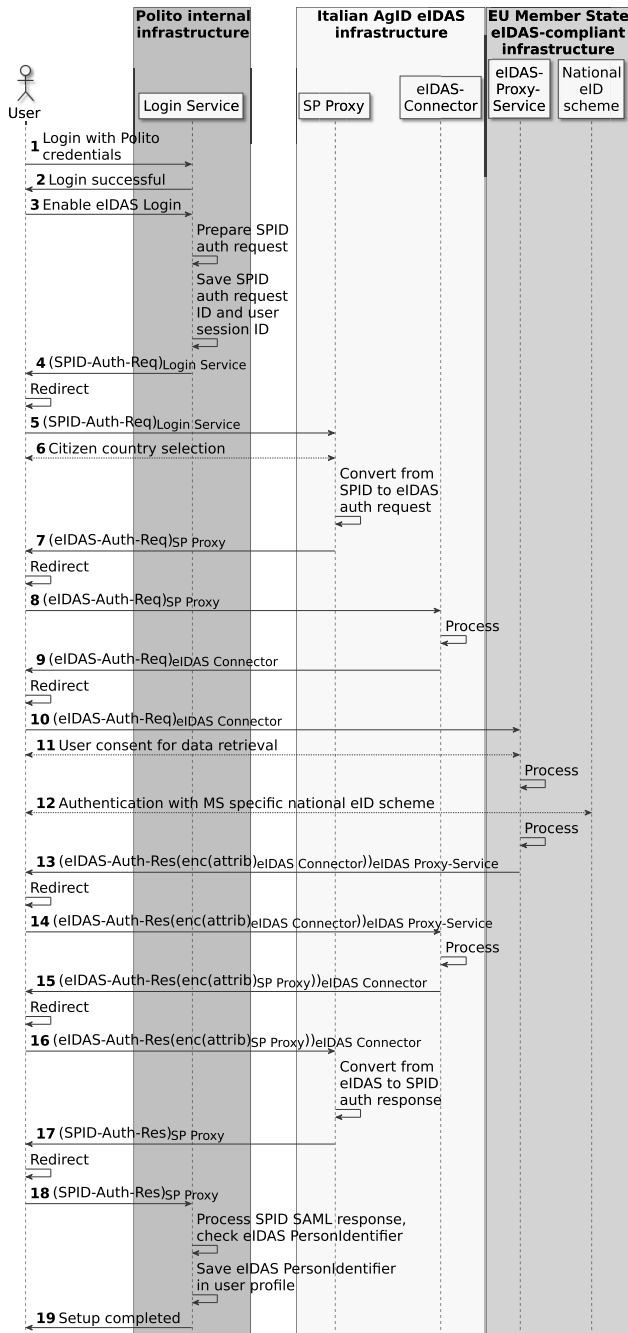 Polito internal
infrastructure
Italian AgID eIDAS
infrastructure
EU Member State
eIDAS-compliant
infrastructure
User
Login Service
SP Proxy
eIDAS-
Connector
eIDAS-
Proxy-
Service
National
eID
scheme
1 Login with Polito
credentials
2 Login successful
3 Enable eIDAS Login
Prepare SPID
auth request
Save SPID
auth request
ID and user
session ID
4 (SPID-Auth-Req)Login Service
Redirect
5 (SPID-Auth-Req)Login Service
6 Citizen country selection
Convert from
SPID to eIDAS
auth request
7 (eIDAS-Auth-Req)SP Proxy
Redirect
8 (eIDAS-Auth-Req)SP Proxy
Process
9 (eIDAS-Auth-Req)eIDAS Connector
Redirect
10 (eIDAS-Auth-Req)eIDAS Connector
11 User consent for data retrieval
Process
12 Authentication with MS specific national eID scheme
Process
13 (eIDAS-Auth-Res(enc(attrib)eIDAS Connector))eIDAS Proxy-Service
Redirect
14 (eIDAS-Auth-Res(enc(attrib)eIDAS Connector))eIDAS Proxy-Service
Process
15 (eIDAS-Auth-Res(enc(attrib)SP Proxy))eIDAS Connector
Redirect
16 (eIDAS-Auth-Res(enc(attrib)SP Proxy))eIDAS Connector
Convert from
eIDAS to SPID
auth response
17 (SPID-Auth-Res)SP Proxy
Redirect
18 (SPID-Auth-Res)SP Proxy
Process SPID SAML response,
check eIDAS PersonIdentifier
Save eIDAS PersonIdentifier
in user profile
19 Setup completed